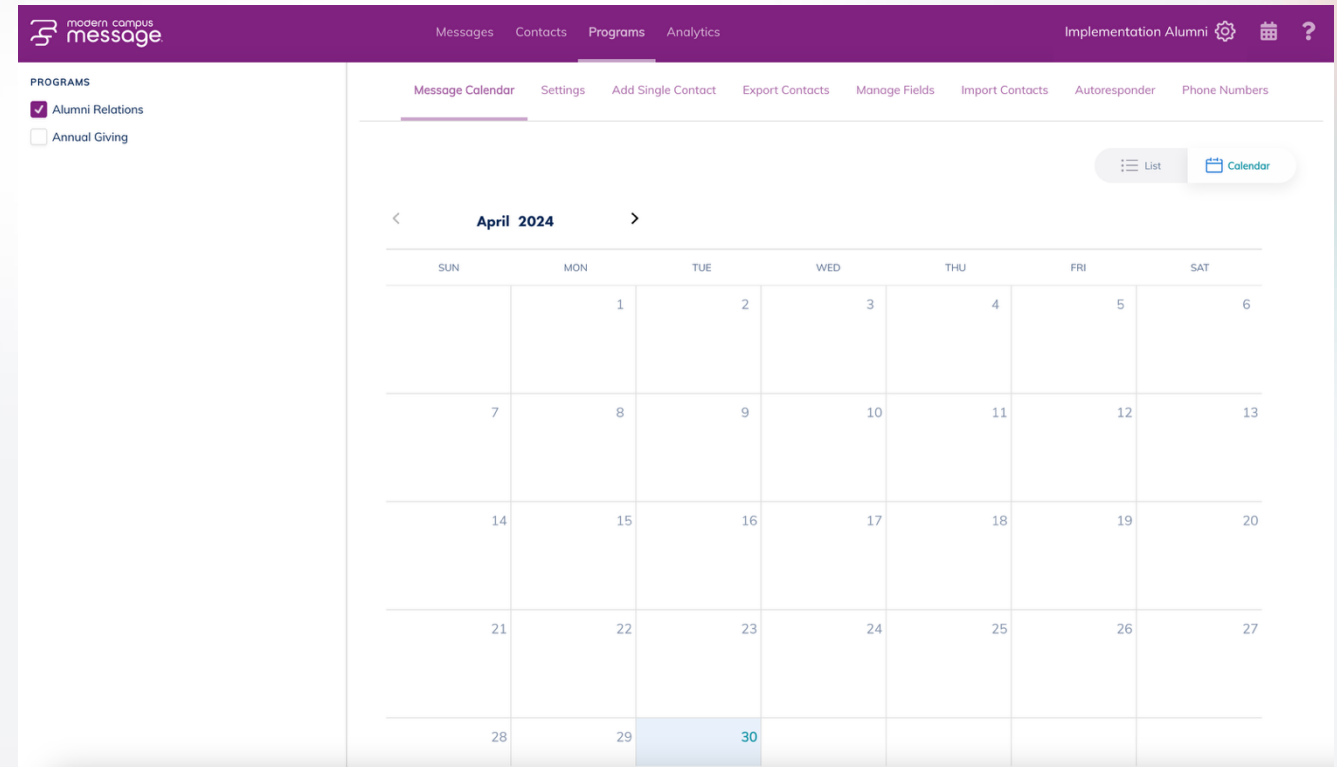 modern campus
message.
Messages Contacts Programs Analytics
Implementation Alumni
?
PROGRAMS
Alumni Relations
Annual Giving
Message Calendar Settings Add Single Contact Export Contacts Manage Fields Import Contacts Autoresponder Phone Numbers
List Calendar
April 2024
SUN MON TUE WED THU FRI SAT
1 2 3 4 5 6
7 8 9 10 11 12 13
14 15 16 17 18 19 20
21 22 23 24 25 26 27
28 29 30